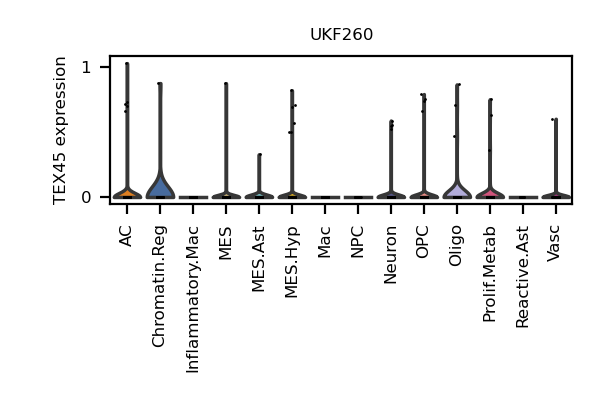 UKF260
TEX45 expression
1
0
AC
Chromatin.Reg
Inflammatory.Mac
MES
MES.Ast
MES.Hyp
Mac
NPC
Neuron
OPC
Oligo
Prolif.Metab
Reactive.Ast
Vasc